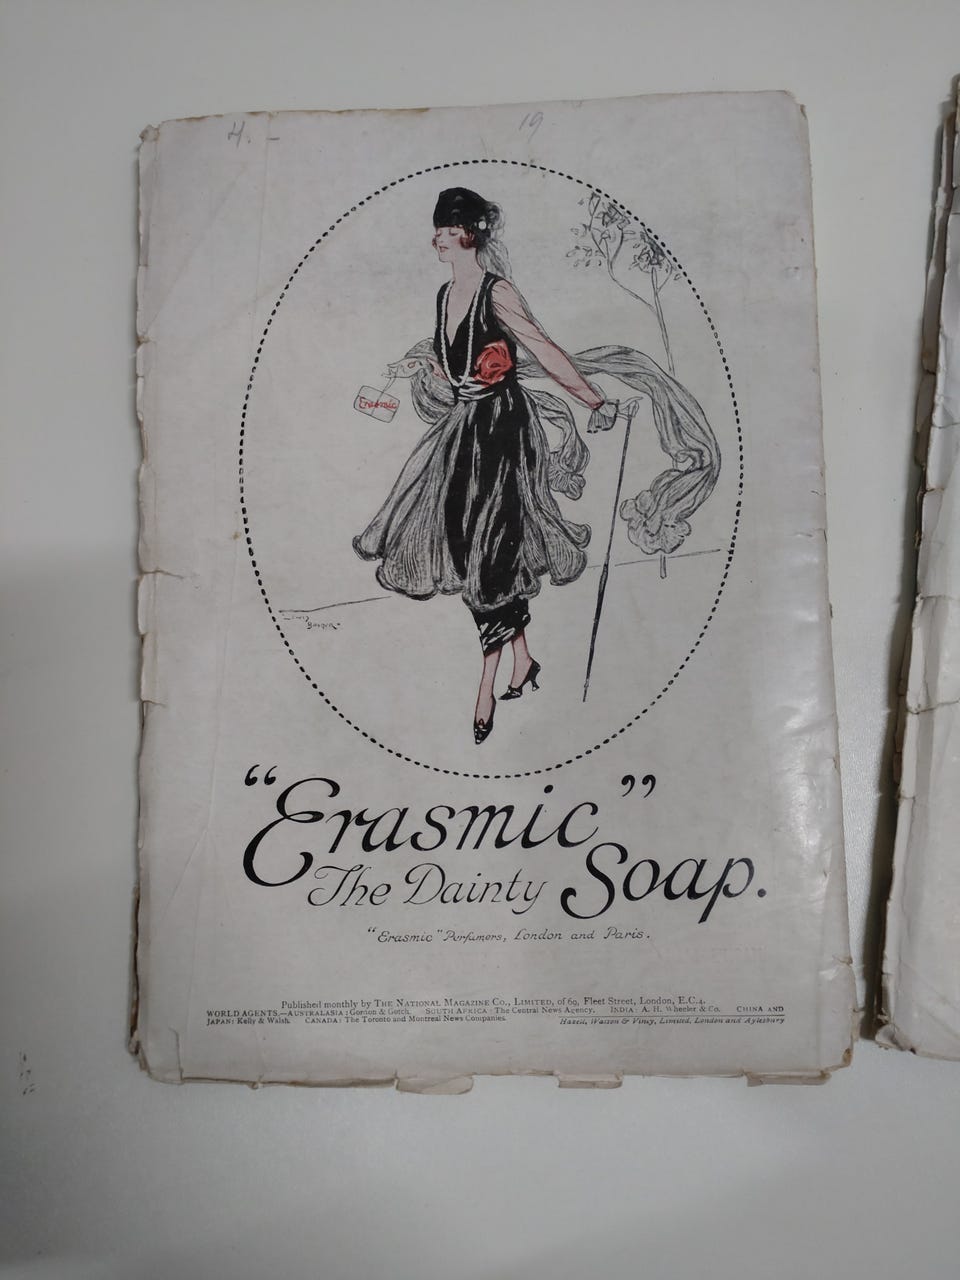 4. -
19
Erasmic
Lewis
Baumer
“Erasmic”
The Dainty Soap.
“Erasmic” Perfumers, London and Paris.
Published monthly by THE NATIONAL MAGAZINE CO., LIMITED, of 69, Fleet Street, London, E.C.4.
WORLD AGENTS.—AUSTRALASIA: Gordon & Gotch. SOUTH AFRICA: The Central News Agency. INDIA: A. H. Wheeler & Co. CHINA AND
JAPAN: Kelly & Walsh. CANADA: The Toronto and Montreal News Companies.
Hazell, Watson & Viney, Limited, London and Aylesbury